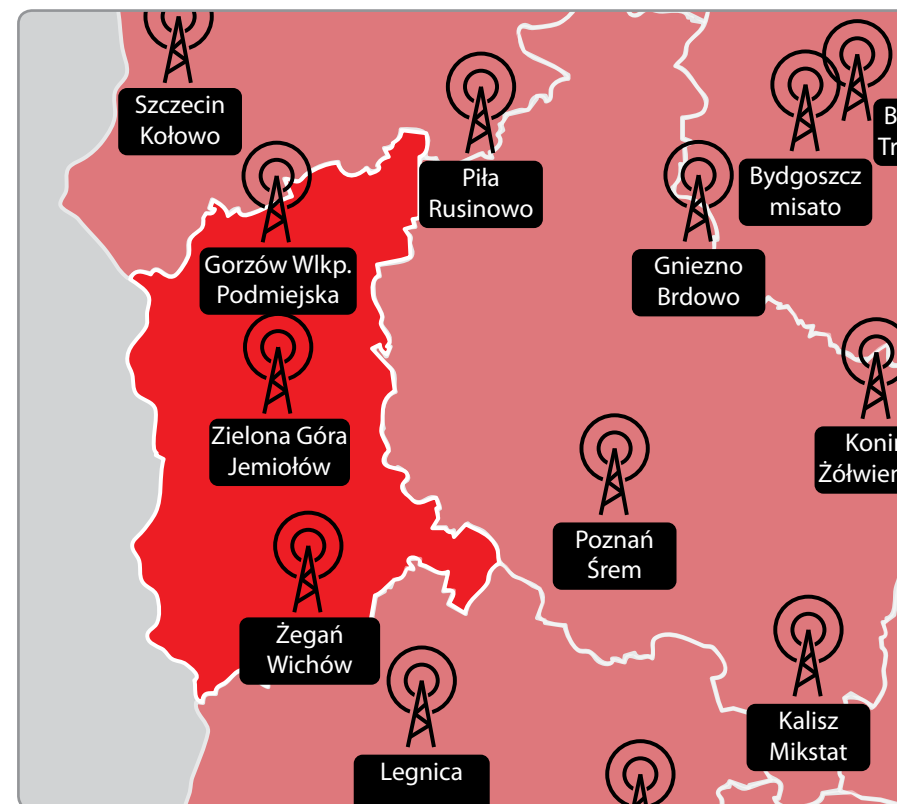 Szczecin
Kołowo
Piła
Rusinowo
Bydgoszcz
misato
Gorzów Wlkp.
Podmiejska
Gniezno
Brdowo
Zielona Góra
Jemiołów
Poznań
Śrem
Żegań
Wichów
Kalisz
Mikstat
Legnica